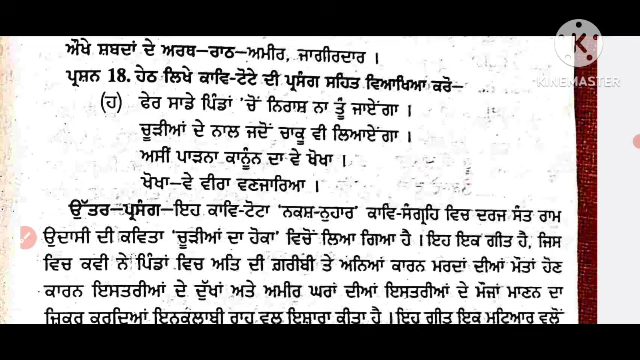 ਔਖੇ ਸ਼ਬਦਾਂ ਦੇ ਅਰਥ—ਰਾਠ—ਅਮੀਰ, ਜਾਗੀਰਦਾਰ ।
ਪ੍ਰਸ਼ਨ 18. ਹੇਠ ਲਿਖੇ ਕਾਵਿ-ਟੋਟੇ ਦੀ ਪ੍ਰਸੰਗ ਸਹਿਤ ਵਿਆਖਿਆ ਕਰੋ—
(ਹ) ਫੇਰ ਸਾਡੇ ਪਿੰਡਾਂ 'ਚੋਂ ਨਿਰਾਸ਼ ਨਾ ਤੂੰ ਜਾਏਂਗਾ ।
ਚੂੜੀਆਂ ਦੇ ਨਾਲ ਜਦੋਂ ਚਾਕੂ ਵੀ ਲਿਆਏਂਗਾ ।
ਅਸੀਂ ਪਾੜਨਾ ਕਾਨੂੰਨ ਦਾ ਵੇ ਖੋਖਾ ।
ਖੋਖਾ-ਵੇ ਵੀਰਾ ਵਣਜਾਰਿਆ ।
ਉੱਤਰ—ਪ੍ਰਸੰਗ—ਇਹ ਕਾਵਿ-ਟੋਟਾ 'ਨਕਸ਼-ਨੁਹਾਰ' ਕਾਵਿ-ਸੰਗ੍ਰਹਿ ਵਿਚ ਦਰਜ ਸੰਤ ਰਾਮ
ਉਦਾਸੀ ਦੀ ਕਵਿਤਾ 'ਚੂੜੀਆਂ ਦਾ ਹੋਕਾ' ਵਿਚੋਂ ਲਿਆ ਗਿਆ ਹੈ । ਇਹ ਇਕ ਗੀਤ ਹੈ, ਜਿਸ
ਵਿਚ ਕਵੀ ਨੇ ਪਿੰਡਾਂ ਵਿਚ ਅਤਿ ਦੀ ਗ਼ਰੀਬੀ ਤੇ ਅਨਿਆਂ ਕਾਰਨ ਮਰਦਾਂ ਦੀਆਂ ਮੌਤਾਂ ਹੋਣ
ਕਾਰਨ ਇਸਤਰੀਆਂ ਦੇ ਦੁੱਖਾਂ ਅਤੇ ਅਮੀਰ ਘਰਾਂ ਦੀਆਂ ਇਸਤਰੀਆਂ ਦੇ ਮੌਜਾਂ ਮਾਣਨ ਦਾ
ਜ਼ਿਕਰ ਕਰਦਿਆਂ ਇਨਕਲਾਬੀ ਰਾਹ ਵਲ ਇਸ਼ਾਰਾ ਕੀਤਾ ਹੈ । ਇਹ ਗੀਤ ਇਕ ਮੁਟਿਆਰ ਵਲੋਂ
KINEMASTER